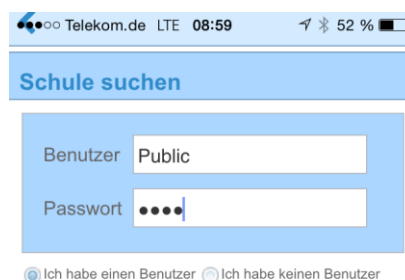 Telekom.de LTE 08:59 52 %
Schule suchen
Benutzer Public
Passwort ••••
Ich habe einen Benutzer Ich habe keinen Benutzer